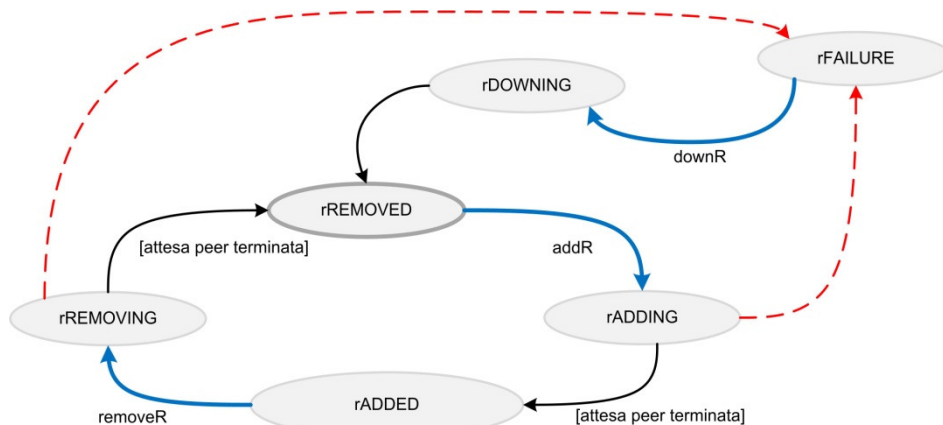 rFAILURE
rDOWNING
downR
rREMOVED
[attesa peer terminata]
addR
rREMOVING
rADDING
rADDED
removeR
[attesa peer terminata]